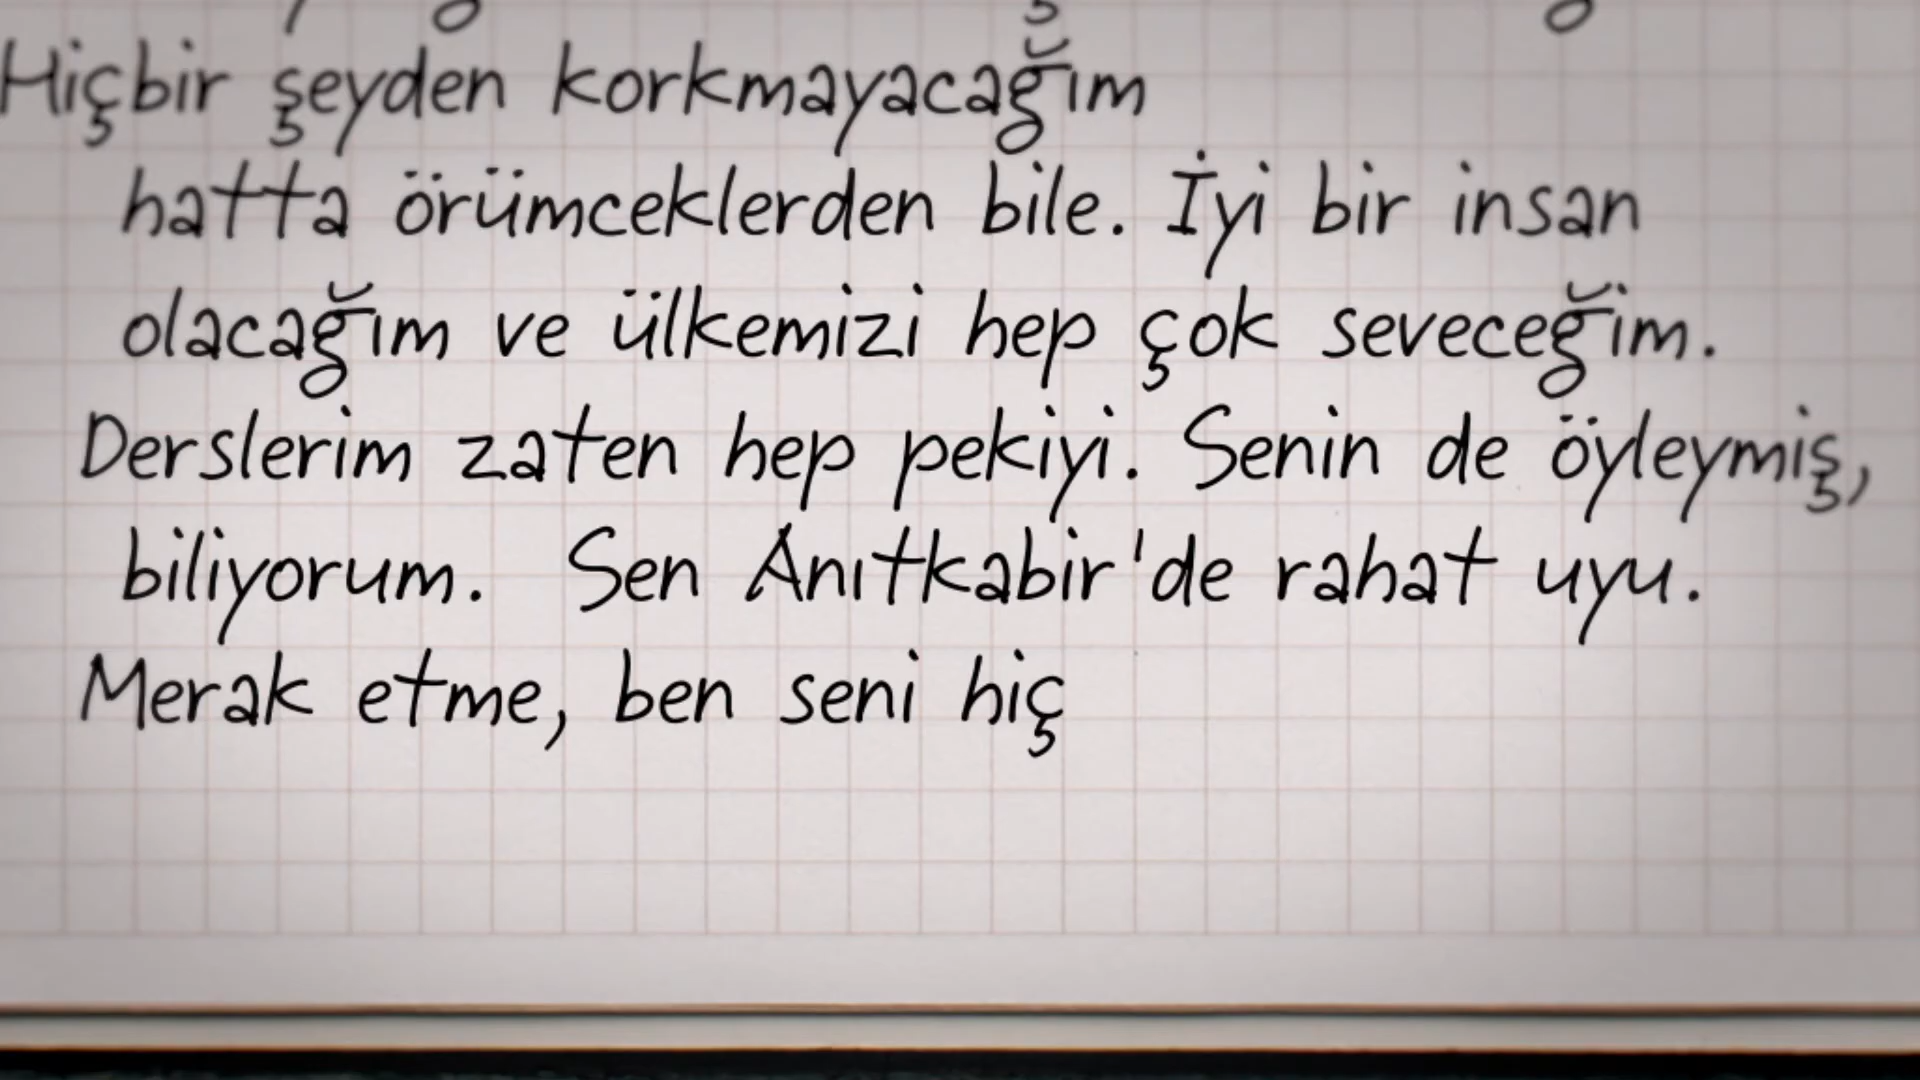 Hiçbir şeyden korkmayacağım
hatta örümceklerden bile. İyi bir insan
olacağım ve ülkemizi hep çok seveceğim.
Derslerim zaten hep pekiyi. Senin de öyleymiş,
biliyorum. Sen Anıtkabir'de rahat uyu.
Merak etme, ben seni hiç